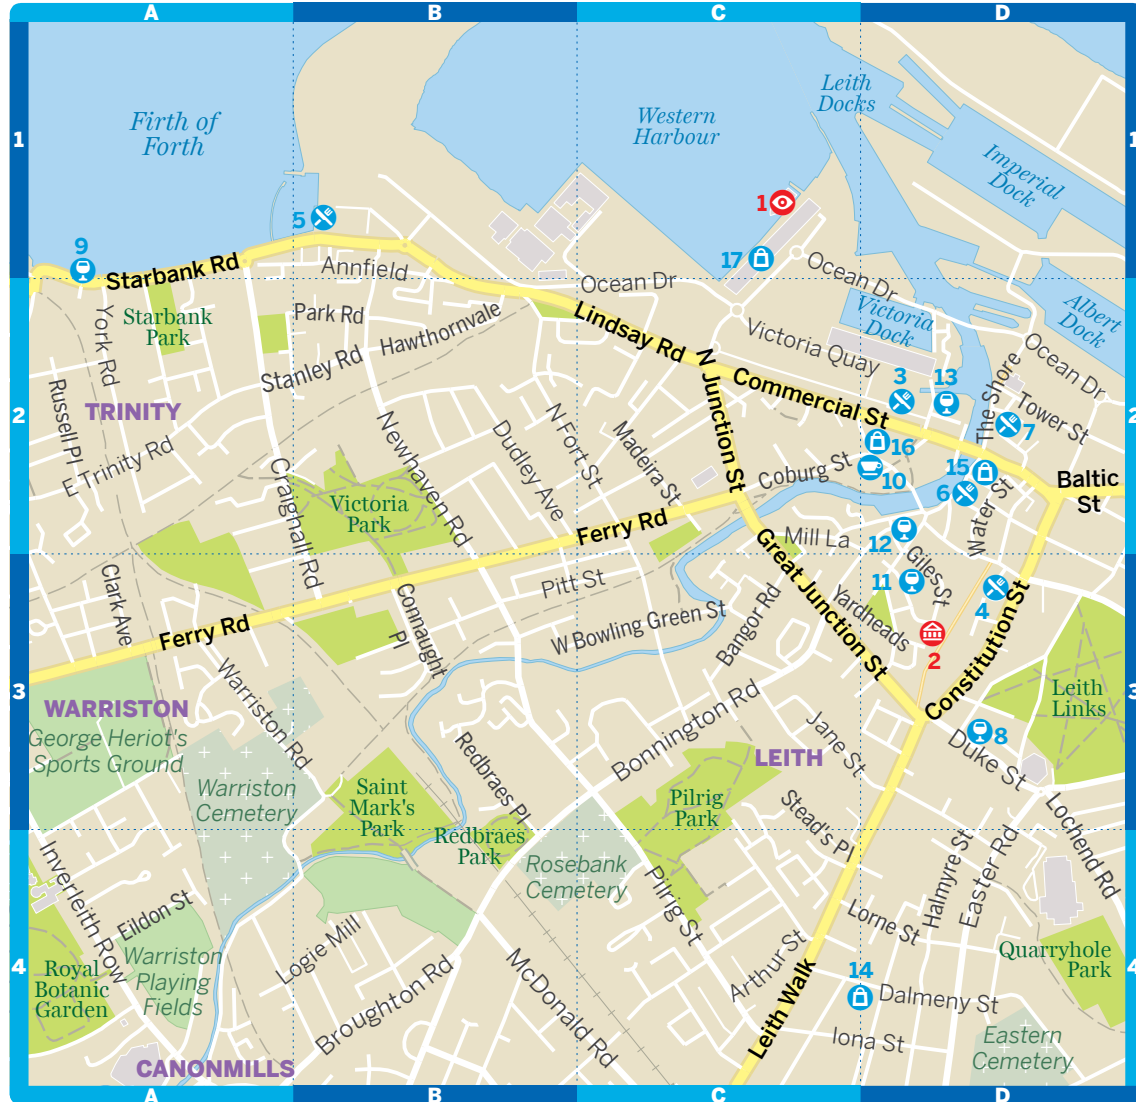 A
B
C
D
1
1
Firth of
Forth
Western
Harbour
Leith
Docks
Imperial
Dock
1
5
9
17
Starbank Rd
Annfield
Ocean Dr
Ocean Dr
Starbank
Park
York Rd
Park Rd
Hawthornvale
Stanley Rd
Lindsay Rd
Victoria Quay
Victoria
Dock
Albert
Dock
Ocean Dr
2
2
Russell Pl
TRINITY
E Trinity Rd
Craighall Rd
Newhaven Rd
Victoria
Park
Dudley Ave
N Fort St
Madeira St
N Junction St
Commercial St
3
13
The Shore
Tower St
7
16
10
15
6
Coburg St
Water St
Baltic
St
Ferry Rd
Mill La
12
Giles St
11
Great Junction St
Yardheads
4
Constitution St
2
Clark Ave
Ferry Rd
Connaught
Pl
Pitt St
W Bowling Green St
Bangor Rd
3
3
WARRISTON
George Heriot's
Sports Ground
Warriston Rd
Warriston
Cemetery
Saint
Mark's
Park
Redbraes Pl
Redbraes
Park
Bonnington Rd
LEITH
Pilrig
Park
Jane St
Stead's Pl
Duke St
8
Leith
Links
Lochend Rd
Rosebank
Cemetery
Pilrig St
Halmyre St
Easter Rd
Lorne St
Inverleith Row
Eildon St
Warriston
Playing
Fields
Royal
Botanic
Garden
4
4
Logie Mill
Broughton Rd
McDonald Rd
Arthur St
Leith Walk
14
Dalmeny St
Iona St
Quarryhole
Park
Eastern
Cemetery
CANONMILLS
A
B
C
D